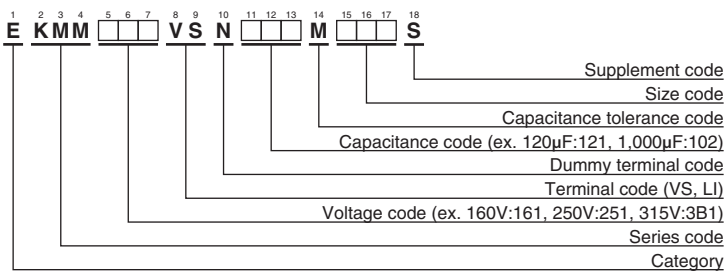 1 2 3 4 5 6 7 8 9 10 11 12 13 14 15 16 17 18
E KMM □□□ VS N □□□ M □□□ S
Supplement code
Size code
Capacitance tolerance code
Capacitance code (ex. 120µF:121, 1,000µF:102)
Dummy terminal code
Terminal code (VS, LI)
Voltage code (ex. 160V:161, 250V:251, 315V:3B1)
Series code
Category